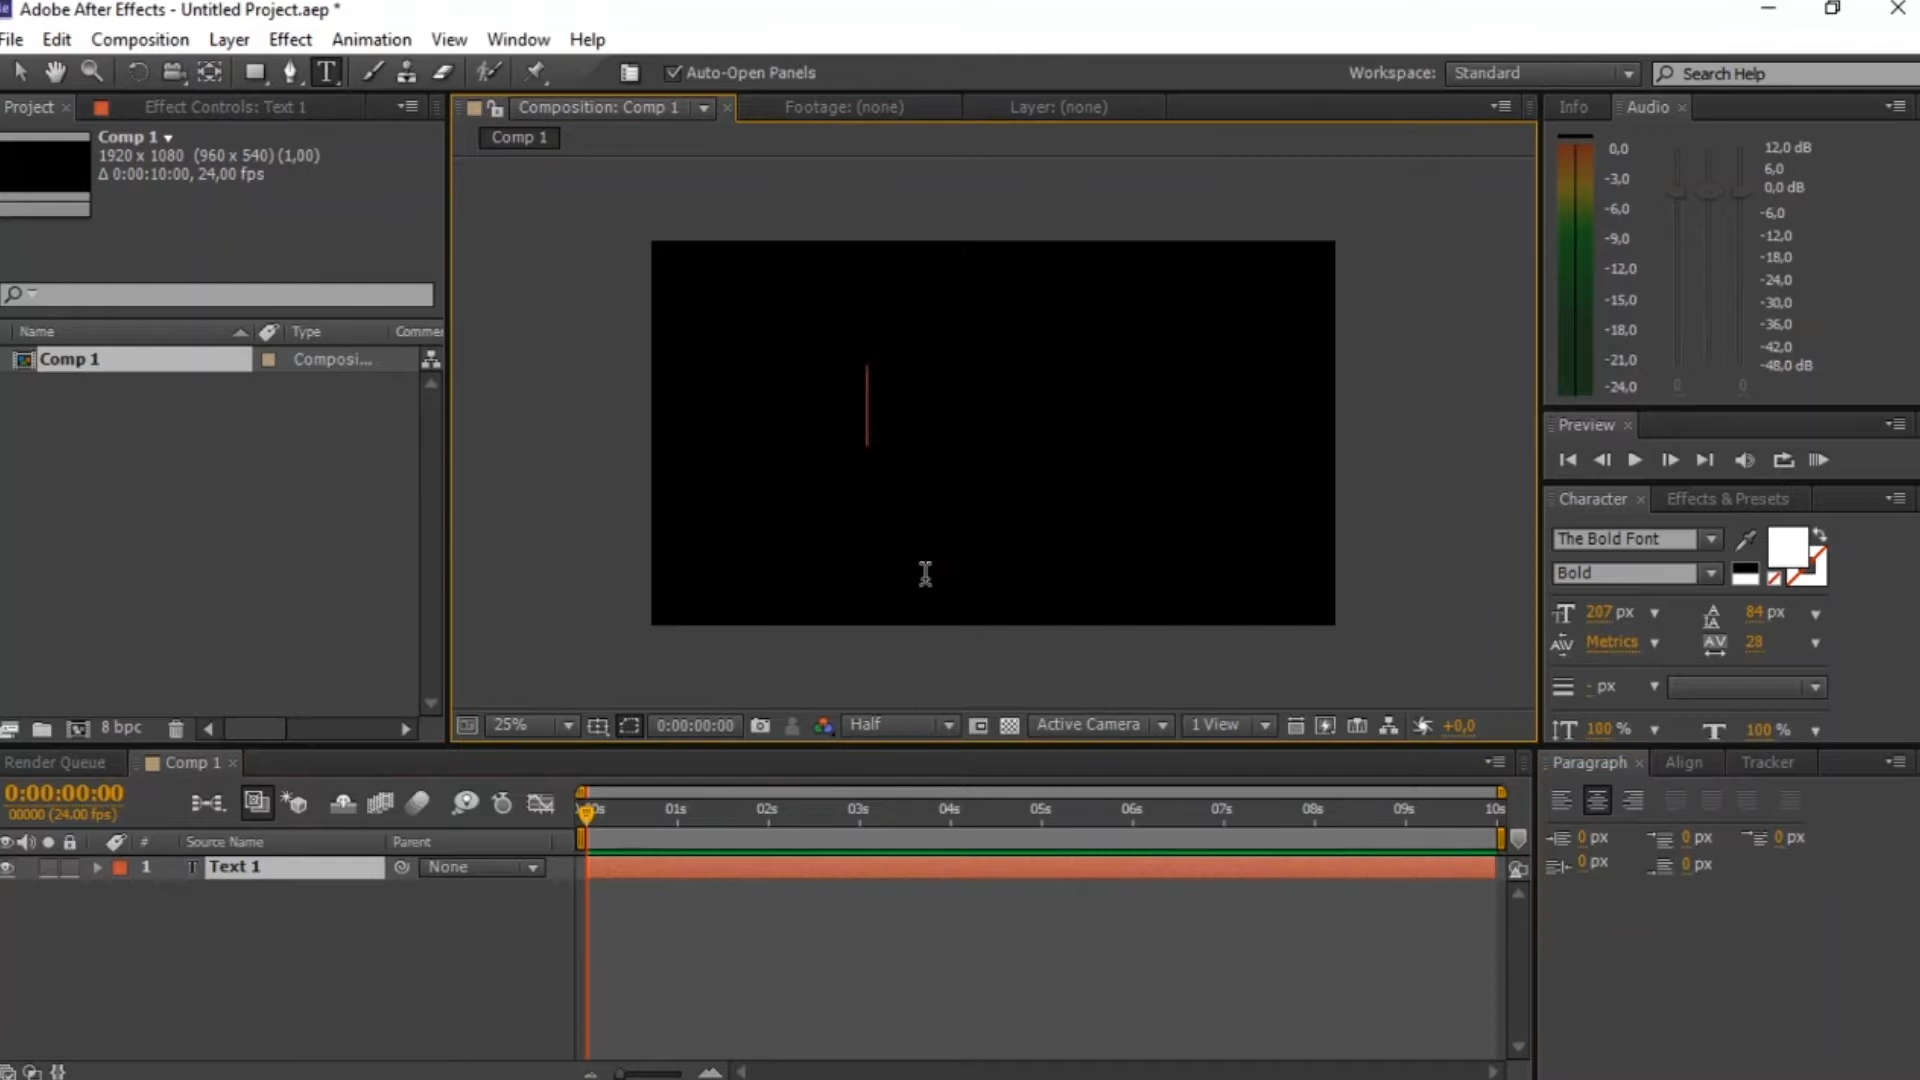 Adobe After Effects - Untitled Project.aep *
File Edit Composition Layer Effect Animation View Window Help
T Auto-Open Panels Workspace: Standard Search Help
Project Effect Controls: Text 1 Composition: Comp 1 Footage: (none) Layer: (none) Info Audio
Comp 1
1920 x 1080 (960 x 540) (1,00)
Δ 0:00:10:00, 24,00 fps
Comp 1
0,0
-3,0
-6,0
-9,0
-12,0
-15,0
-18,0
-21,0
-24,0
0 0
12,0 dB
6,0
0,0 dB
-6,0
-12,0
-18,0
-24,0
-30,0
-36,0
-42,0
-48,0 dB
Name Type Comme
Comp 1 Composi...
Preview
Character Effects & Presets
The Bold Font
Bold
207 px 84 px
Metrics 28
- px
100 % 100 %
8 bpc
25% 0:00:00:00 Half Active Camera 1 View +0,0
Render Queue Comp 1
Paragraph Align Tracker
0:00:00:00
00000 (24.00 fps)
00s 01s 02s 03s 04s 05s 06s 07s 08s 09s 10s
# Source Name Parent
1 T Text 1 None
0 px 0 px 0 px
0 px 0 px